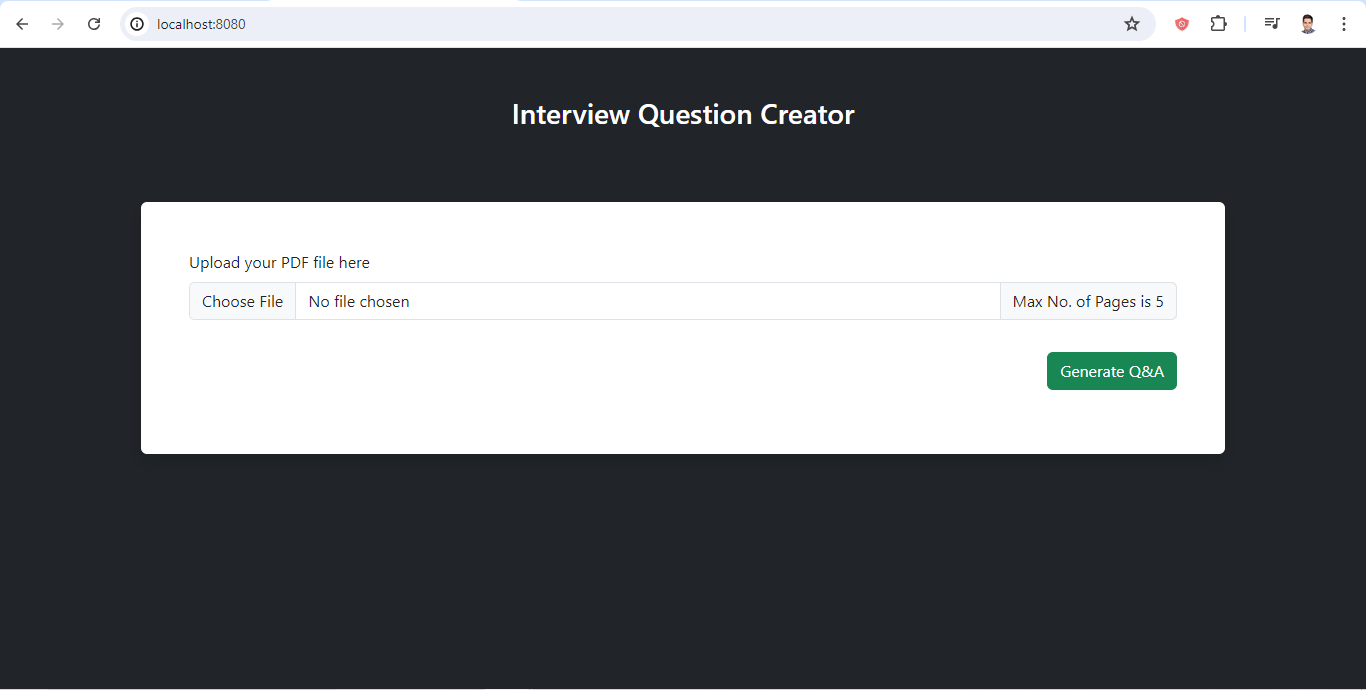 localhost:8080
Interview Question Creator
Upload your PDF file here
Choose File No file chosen Max No. of Pages is 5
Generate Q&A